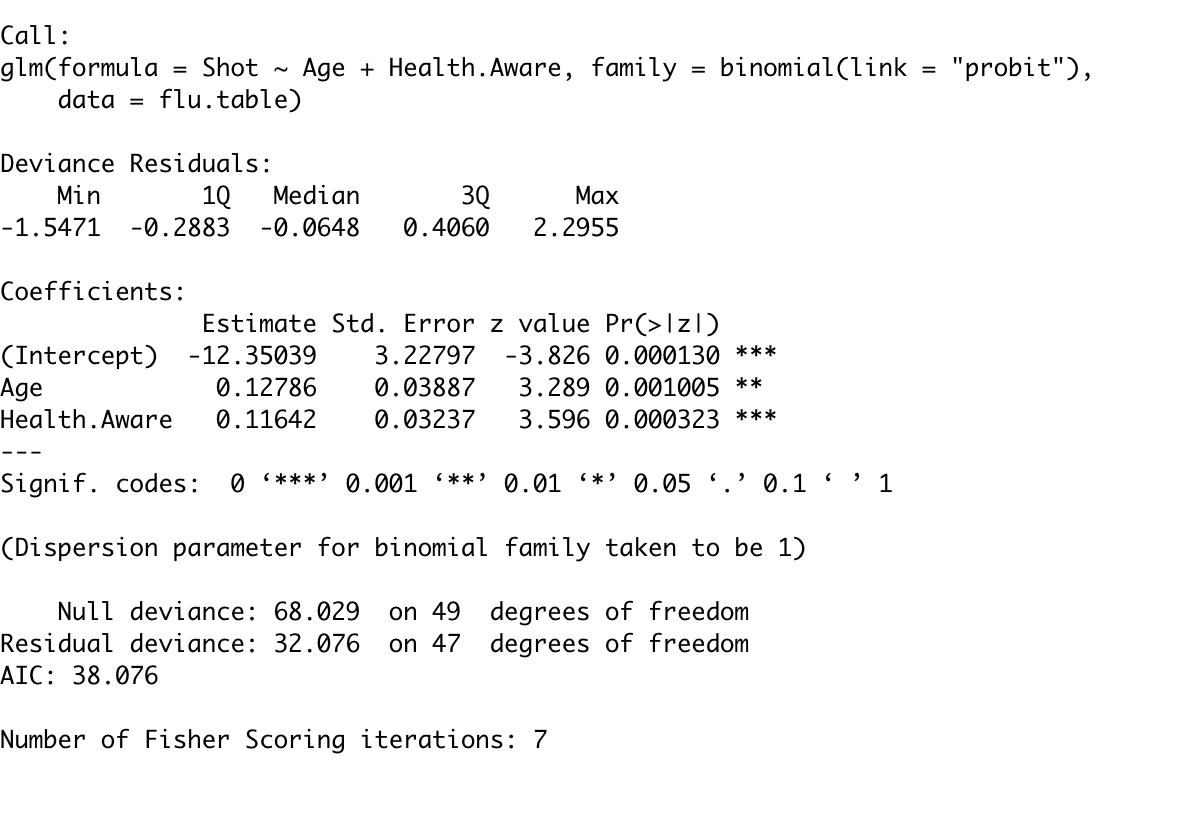 Call:
glm(formula = Shot ~ Age + Health.Aware, family = binomial(link = "probit"),
    data = flu.table)

Deviance Residuals:
    Min       1Q   Median       3Q      Max
-1.5471  -0.2883  -0.0648   0.4060   2.2955

Coefficients:
              Estimate Std. Error z value Pr(>|z|)
(Intercept)  -12.35039    3.22797  -3.826 0.000130 ***
Age            0.12786    0.03887   3.289 0.001005 **
Health.Aware   0.11642    0.03237   3.596 0.000323 ***
---
Signif. codes:  0 ‘***’ 0.001 ‘**’ 0.01 ‘*’ 0.05 ‘.’ 0.1 ‘ ’ 1

(Dispersion parameter for binomial family taken to be 1)

    Null deviance: 68.029  on 49  degrees of freedom
Residual deviance: 32.076  on 47  degrees of freedom
AIC: 38.076

Number of Fisher Scoring iterations: 7